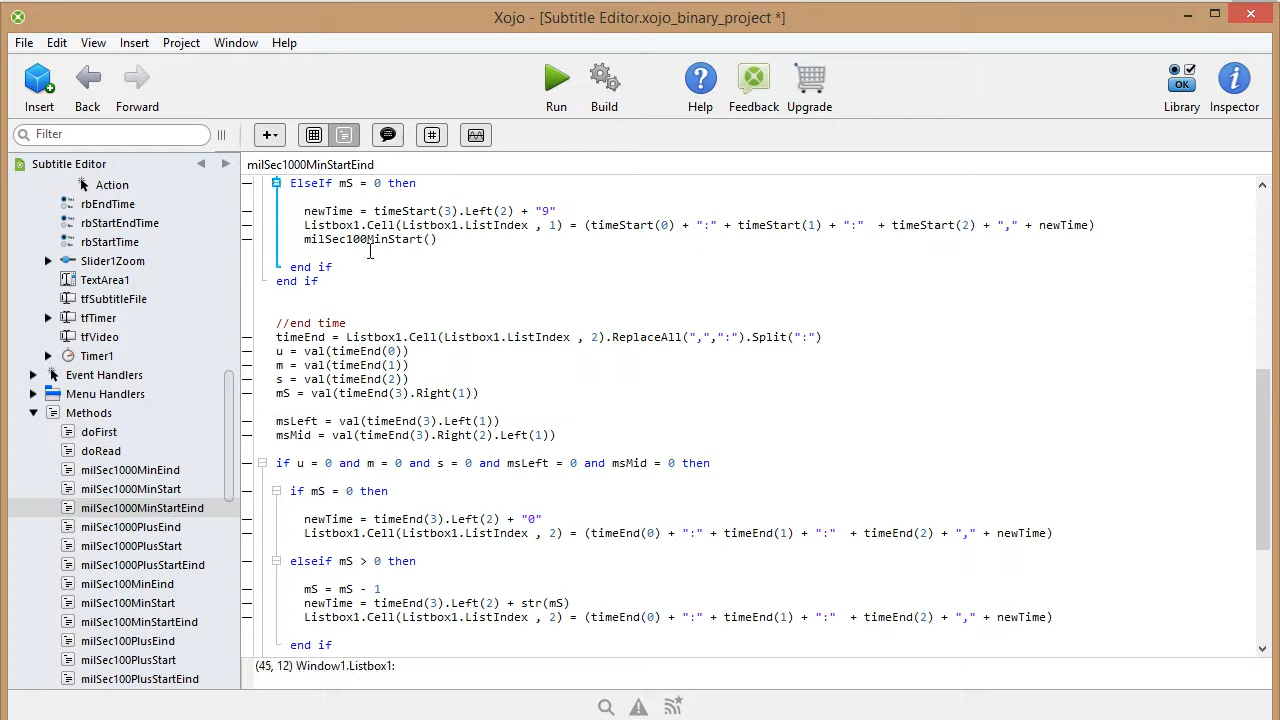 Xojo - [Subtitle Editor.xojo_binary_project *]
File Edit View Insert Project Window Help
Insert Back Forward Run Build Help Feedback Upgrade OK Library Inspector
Filter
Subtitle Editor
Action
rbEndTime
rbStartEndTime
rbStartTime
Slider1Zoom
TextArea1
tfSubtitleFile
tfTimer
tfVideo
Timer1
Event Handlers
Menu Handlers
Methods
doFirst
doRead
milSec1000MinEind
milSec1000MinStart
milSec1000MinStartEind
milSec1000PlusEind
milSec1000PlusStart
milSec1000PlusStartEind
milSec100MinEind
milSec100MinStart
milSec100MinStartEind
milSec100PlusEind
milSec100PlusStart
milSec100PlusStartEind
milSec1000MinStartEind
ElseIf mS = 0 then
newTime = timeStart(3).Left(2) + "9"
Listbox1.Cell(Listbox1.ListIndex , 1) = (timeStart(0) + ":" + timeStart(1) + ":"  + timeStart(2) + "," + newTime)
milSec100MinStart()
end if
end if
//end time
timeEnd = Listbox1.Cell(Listbox1.ListIndex , 2).ReplaceAll(",",":").Split(":")
u = val(timeEnd(0))
m = val(timeEnd(1))
s = val(timeEnd(2))
mS = val(timeEnd(3).Right(1))
msLeft = val(timeEnd(3).Left(1))
msMid = val(timeEnd(3).Right(2).Left(1))
if u = 0 and m = 0 and s = 0 and msLeft = 0 and msMid = 0 then
if mS = 0 then
newTime = timeEnd(3).Left(2) + "0"
Listbox1.Cell(Listbox1.ListIndex , 2) = (timeEnd(0) + ":" + timeEnd(1) + ":"  + timeEnd(2) + "," + newTime)
elseif mS > 0 then
mS = mS - 1
newTime = timeEnd(3).Left(2) + str(mS)
Listbox1.Cell(Listbox1.ListIndex , 2) = (timeEnd(0) + ":" + timeEnd(1) + ":"  + timeEnd(2) + "," + newTime)
end if
(45, 12) Window1.Listbox1: